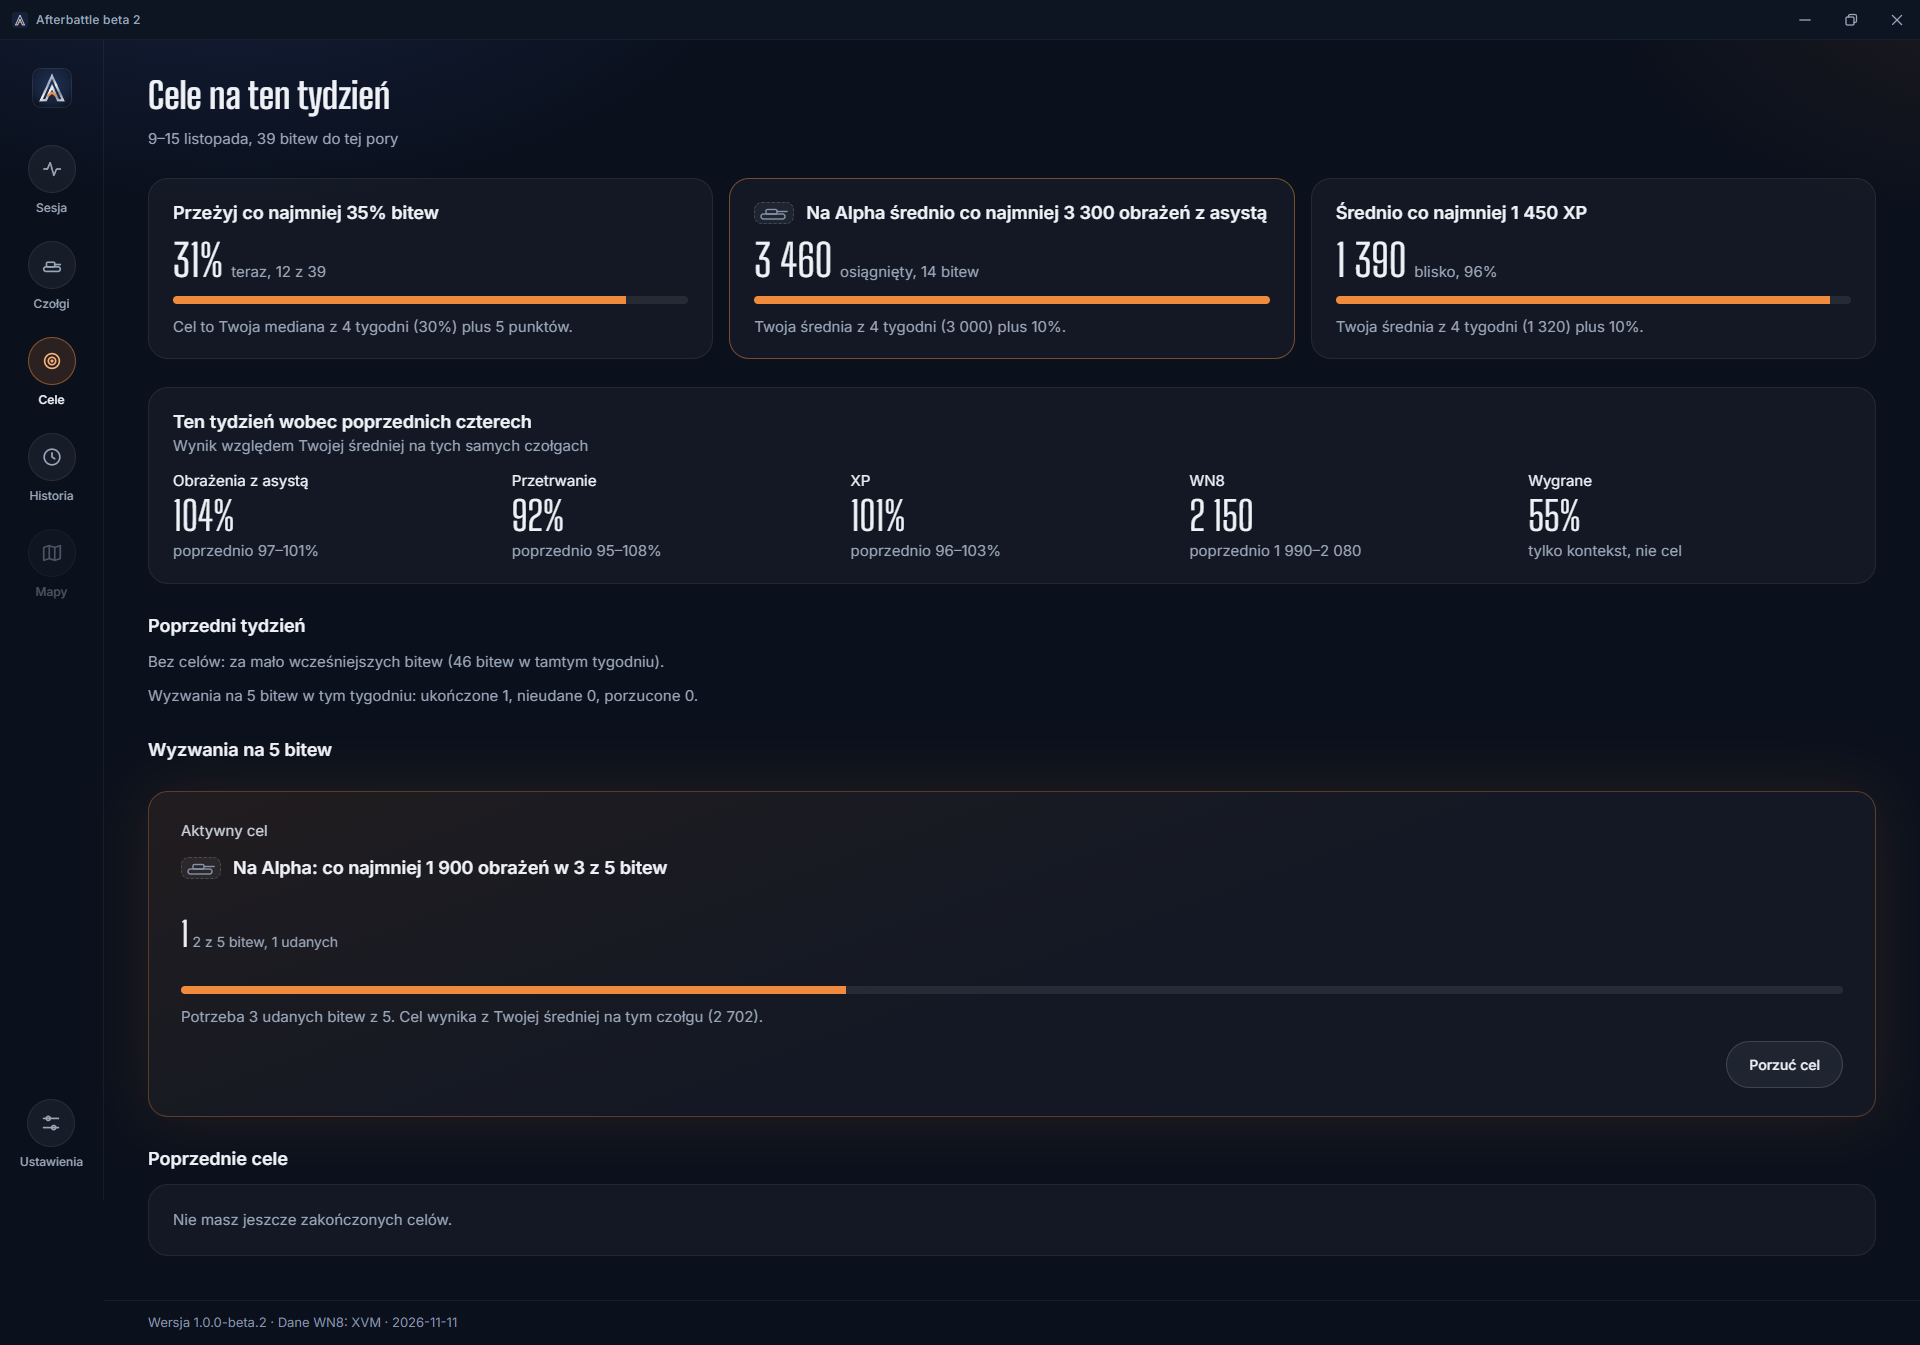 Afterbattle beta 2
Sesja
Czołgi
Cele
Historia
Mapy
Ustawienia
Cele na ten tydzień
9–15 listopada, 39 bitew do tej pory
Przeżyj co najmniej 35% bitew
31% teraz, 12 z 39
Cel to Twoja mediana z 4 tygodni (30%) plus 5 punktów.
Na Alpha średnio co najmniej 3 300 obrażeń z asystą
3 460 osiągnięty, 14 bitew
Twoja średnia z 4 tygodni (3 000) plus 10%.
Średnio co najmniej 1 450 XP
1 390 blisko, 96%
Twoja średnia z 4 tygodni (1 320) plus 10%.
Ten tydzień wobec poprzednich czterech
Wynik względem Twojej średniej na tych samych czołgach
Obrażenia z asystą
104%
poprzednio 97–101%
Przetrwanie
92%
poprzednio 95–108%
XP
101%
poprzednio 96–103%
WN8
2 150
poprzednio 1 990–2 080
Wygrane
55%
tylko kontekst, nie cel
Poprzedni tydzień
Bez celów: za mało wcześniejszych bitew (46 bitew w tamtym tygodniu).
Wyzwania na 5 bitew w tym tygodniu: ukończone 1, nieudane 0, porzucone 0.
Wyzwania na 5 bitew
Aktywny cel
Na Alpha: co najmniej 1 900 obrażeń w 3 z 5 bitew
1 2 z 5 bitew, 1 udanych
Potrzeba 3 udanych bitew z 5. Cel wynika z Twojej średniej na tym czołgu (2 702).
Porzuć cel
Poprzednie cele
Nie masz jeszcze zakończonych celów.
Wersja 1.0.0-beta.2 · Dane WN8: XVM · 2026-11-11